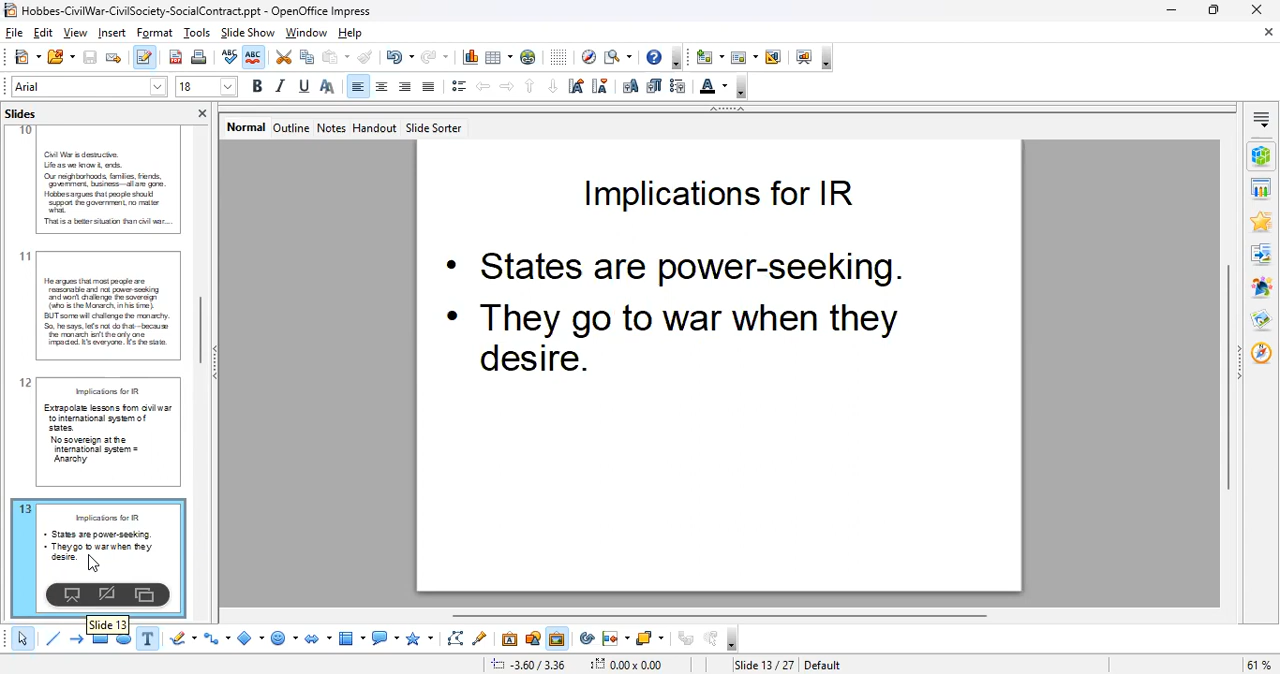 Hobbes-CivilWar-CivilSociety-SocialContract.ppt - OpenOffice Impress
File Edit View Insert Format Tools Slide Show Window Help
Arial 18
Slides
Normal Outline Notes Handout Slide Sorter
10
Civil War is destructive.
Life as we know it, ends.
Our neighborhoods, families, friends,
government, business—all are gone.
Hobbes argues that people should
support the government, no matter
what.
That is a better situation than civil war....
11
He argues that most people are
reasonable and not power-seeking
and won't challenge the sovereign
(who is the Monarch, in his time).
BUT some will challenge the monarchy.
So, he says, let's not do that—because
the monarch isn't the only one
impacted. It's everyone. It's the state.
12
Implications for IR
Extrapolate lessons from civil war
to international system of
states.
No sovereign at the
international system =
Anarchy
13
Implications for IR
• States are power-seeking.
• They go to war when they
desire.
Slide 13
Implications for IR
• States are power-seeking.
• They go to war when they
desire.
-3.60 / 3.36 0.00 x 0.00 Slide 13 / 27 Default 61 %